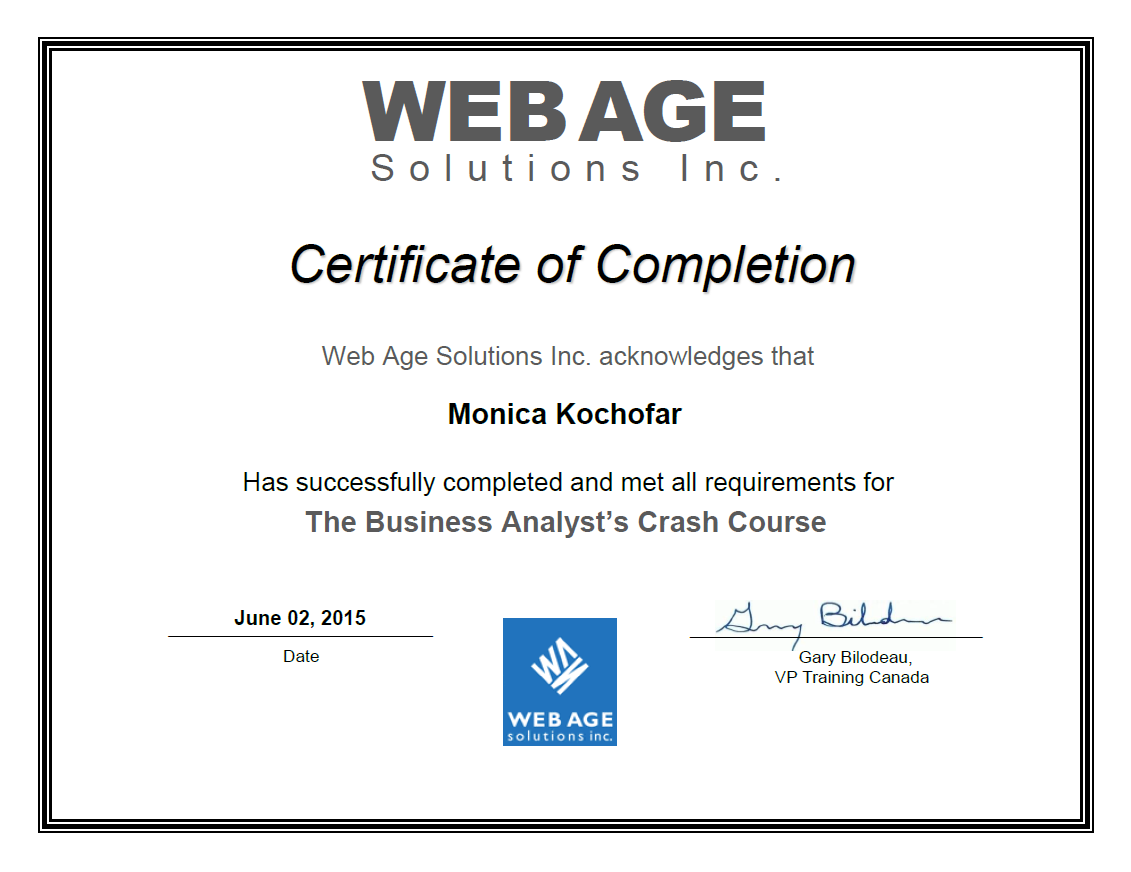 WEB AGE
Solutions Inc.
Certificate of Completion
Web Age Solutions Inc. acknowledges that
Monica Kochofar
Has successfully completed and met all requirements for
The Business Analyst’s Crash Course
June 02, 2015
Date
WA
WEB AGE
solutions inc.
Gary Bilodeau
Gary Bilodeau,
VP Training Canada